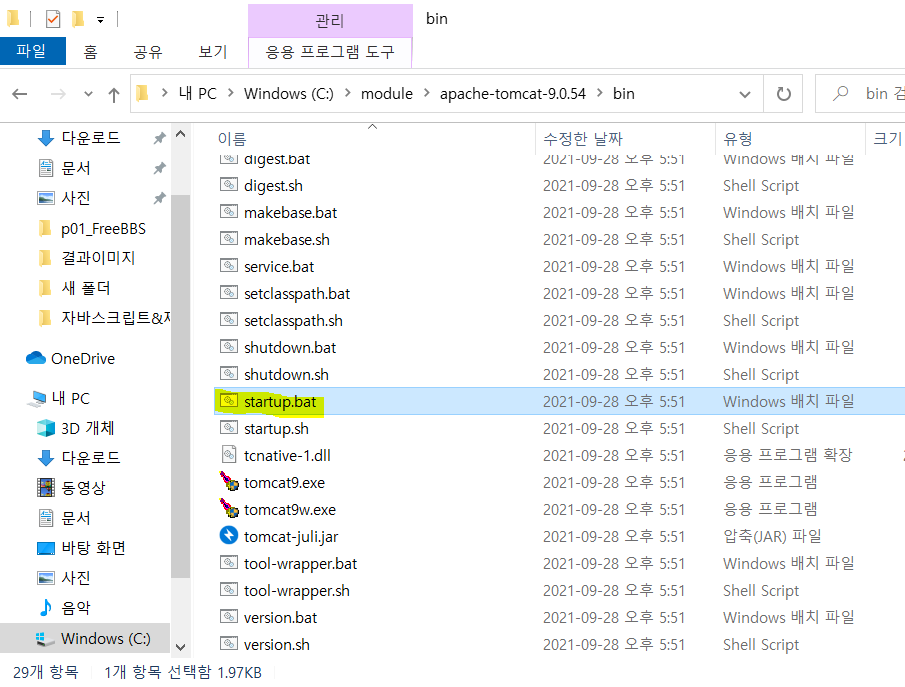 관리
bin
파일
홈
공유
보기
응용 프로그램 도구
내 PC
Windows (C:)
module
apache-tomcat-9.0.54
bin
bin 검
다운로드
문서
사진
p01_FreeBBS
결과이미지
새 폴더
자바스크립트&
OneDrive
내 PC
3D 개체
다운로드
동영상
문서
바탕 화면
사진
음악
Windows (C:)
이름 수정한 날짜 유형 크기
digest.bat 2021-09-28 오후 5:51 Windows 배치 파일
digest.sh 2021-09-28 오후 5:51 Shell Script
makebase.bat 2021-09-28 오후 5:51 Windows 배치 파일
makebase.sh 2021-09-28 오후 5:51 Shell Script
service.bat 2021-09-28 오후 5:51 Windows 배치 파일
setclasspath.bat 2021-09-28 오후 5:51 Windows 배치 파일
setclasspath.sh 2021-09-28 오후 5:51 Shell Script
shutdown.bat 2021-09-28 오후 5:51 Windows 배치 파일
shutdown.sh 2021-09-28 오후 5:51 Shell Script
startup.bat 2021-09-28 오후 5:51 Windows 배치 파일
startup.sh 2021-09-28 오후 5:51 Shell Script
tcnative-1.dll 2021-09-28 오후 5:51 응용 프로그램 확장
tomcat9.exe 2021-09-28 오후 5:51 응용 프로그램
tomcat9w.exe 2021-09-28 오후 5:51 응용 프로그램
tomcat-juli.jar 2021-09-28 오후 5:51 압축(JAR) 파일
tool-wrapper.bat 2021-09-28 오후 5:51 Windows 배치 파일
tool-wrapper.sh 2021-09-28 오후 5:51 Shell Script
version.bat 2021-09-28 오후 5:51 Windows 배치 파일
version.sh 2021-09-28 오후 5:51 Shell Script
29개 항목
1개 항목 선택함 1.97KB